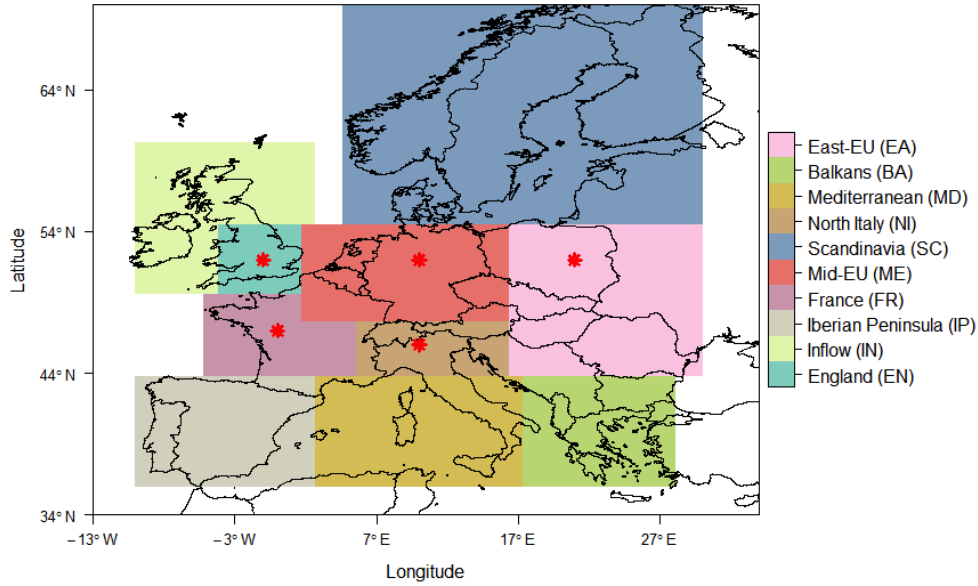 64° N
54° N
44° N
34° N
Latitude
−13° W
−3° W
7° E
17° E
27° E
Longitude
East-EU (EA)
Balkans (BA)
Mediterranean (MD)
North Italy (NI)
Scandinavia (SC)
Mid-EU (ME)
France (FR)
Iberian Peninsula (IP)
Inflow (IN)
England (EN)